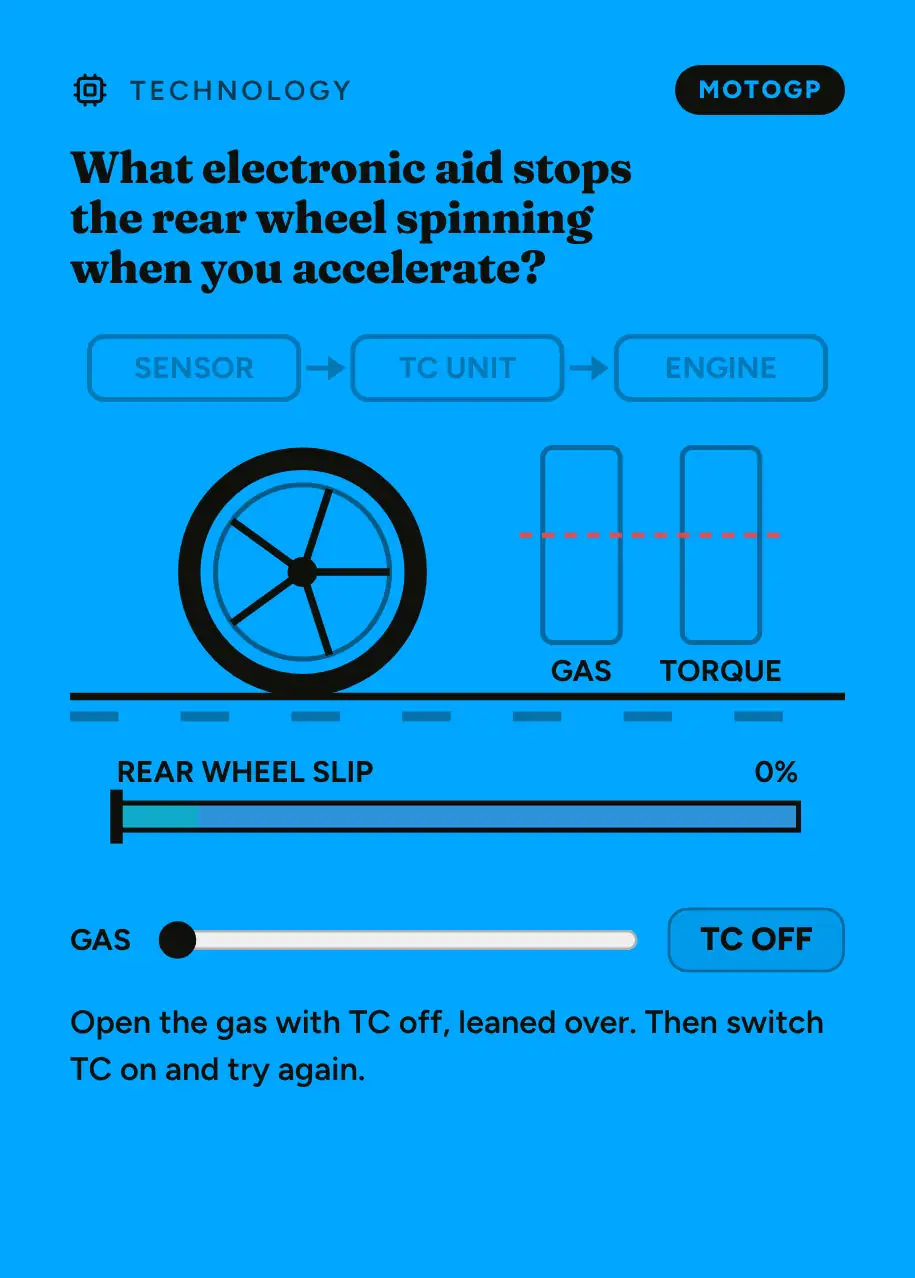 TECHNOLOGY
MOTOGP
What electronic aid stops
the rear wheel spinning
when you accelerate?
SENSOR
TC UNIT
ENGINE
GAS
TORQUE
REAR WHEEL SLIP
0%
GAS
TC OFF
Open the gas with TC off, leaned over. Then switch
TC on and try again.